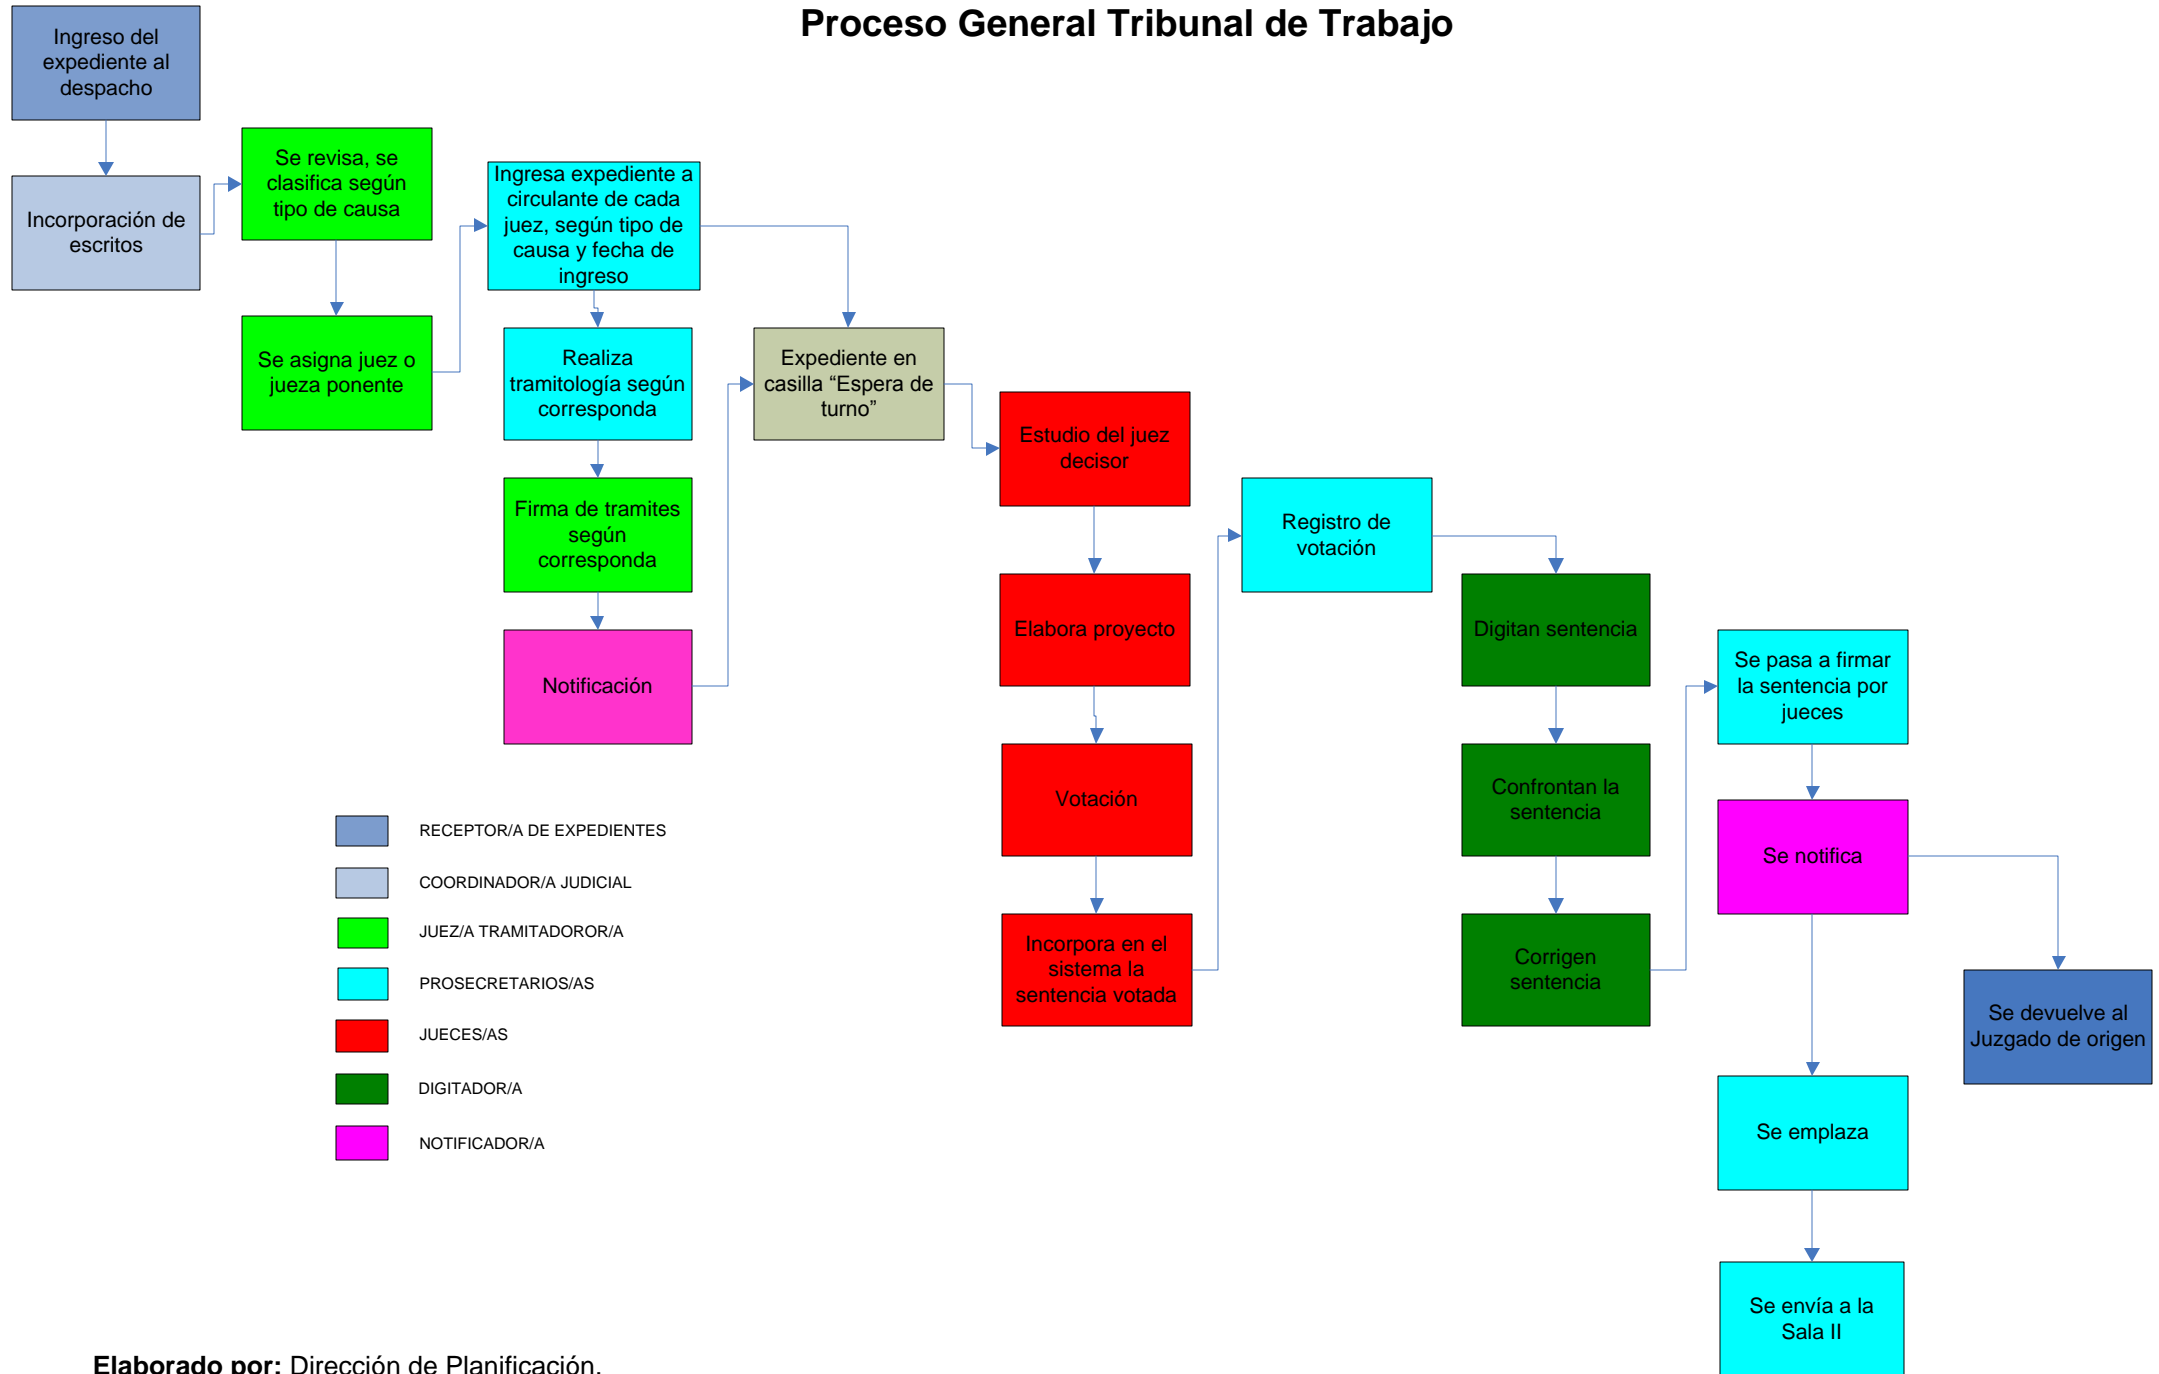 Proceso General Tribunal de Trabajo
Ingreso del
expediente al
despacho
Incorporación de
escritos
Se revisa, se
clasifica según
tipo de causa
Se asigna juez o
jueza ponente
Ingresa expediente a
circulante de cada
juez, según tipo de
causa y fecha de
ingreso
Realiza
tramitología según
corresponda
Firma de tramites
según
corresponda
Notificación
Expediente en
casilla “Espera de
turno”
Estudio del juez
decisor
Elabora proyecto
Votación
Incorpora en el
sistema la
sentencia votada
Registro de
votación
Digitan sentencia
Confrontan la
sentencia
Corrigen
sentencia
Se pasa a firmar
la sentencia por
jueces
Se notifica
Se devuelve al
Juzgado de origen
Se emplaza
Se envía a la
Sala II
RECEPTOR/A DE EXPEDIENTES
COORDINADOR/A JUDICIAL
JUEZ/A TRAMITADOROR/A
PROSECRETARIOS/AS
JUECES/AS
DIGITADOR/A
NOTIFICADOR/A
Elaborado por: Dirección de Planificación.